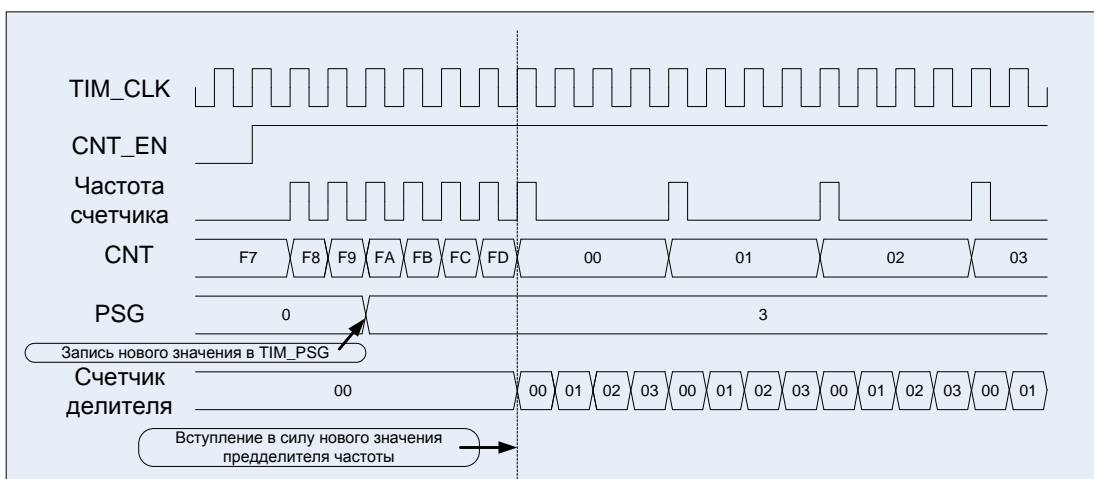 TIM_CLK
CNT_EN
Частота
счетчика
CNT
F7 F8 F9 FA FB FC FD 00 01 02 03
PSG
0 3
Запись нового значения в TIM_PSG
Счетчик
делителя
00 00 01 02 03 00 01 02 03 00 01 02 03 00 01
Вступление в силу нового значения
предделителя частоты